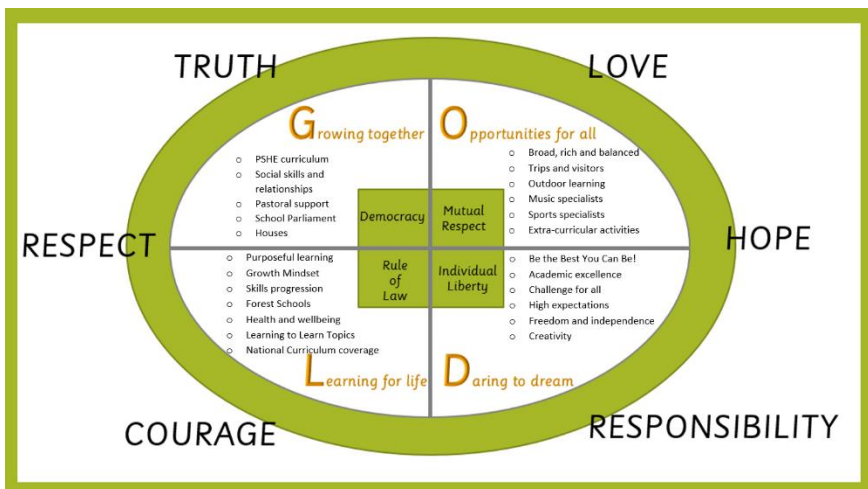 TRUTH
LOVE
Growing together
o PSHE curriculum
o Social skills and
relationships
o Pastoral support
o School Parliament
o Houses
Opportunities for all
o Broad, rich and balanced
o Trips and visitors
o Outdoor learning
o Music specialists
o Sports specialists
o Extra-curricular activities
Democracy
Mutual
Respect
RESPECT
HOPE
o Purposeful learning
o Growth Mindset
o Skills progression
o Forest Schools
o Health and wellbeing
o Learning to Learn Topics
o National Curriculum coverage
Rule
of
Law
Individual
Liberty
o Be the Best You Can Be!
o Academic excellence
o Challenge for all
o High expectations
o Freedom and independence
o Creativity
Learning for life
Daring to dream
COURAGE
RESPONSIBILITY